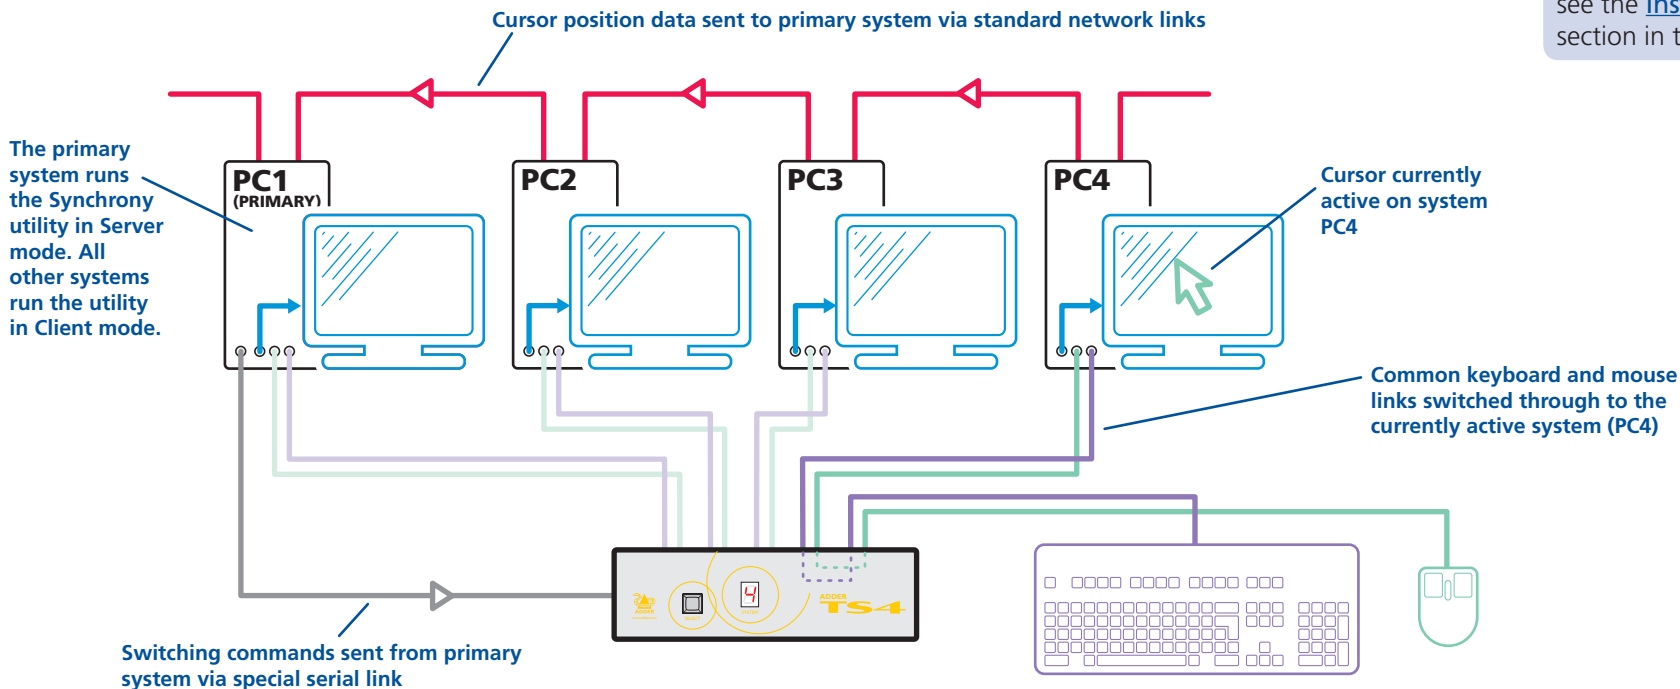 Cursor position data sent to primary system via standard network links
see the Ins
section in t
The primary
system runs
the Synchrony
utility in Server
mode. All
other systems
run the utility
in Client mode.
PC1
(PRIMARY)
PC2
PC3
PC4
Cursor currently
active on system
PC4
Common keyboard and mouse
links switched through to the
currently active system (PC4)
ADDER
SELECT
4
ADDER
TS4
Switching commands sent from primary
system via special serial link